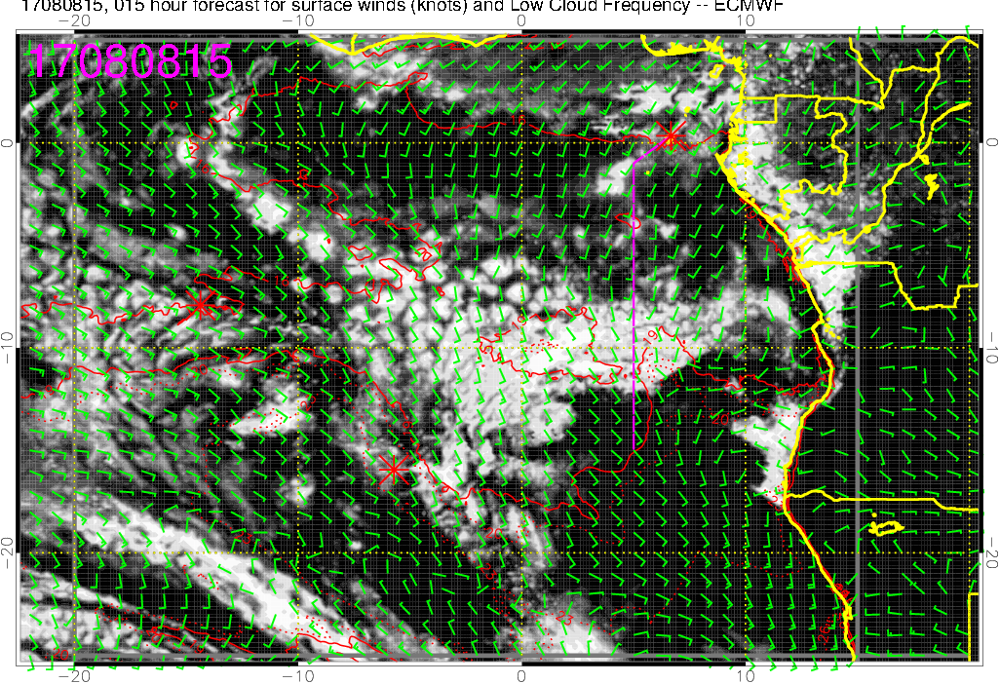 17080815, 015 hour forecast for surface winds (knots) and Low Cloud Frequency -- ECMWF
−20 −10 0 10
17080815
0 0
−10 −10
−20 −20
−20 −10 0 10